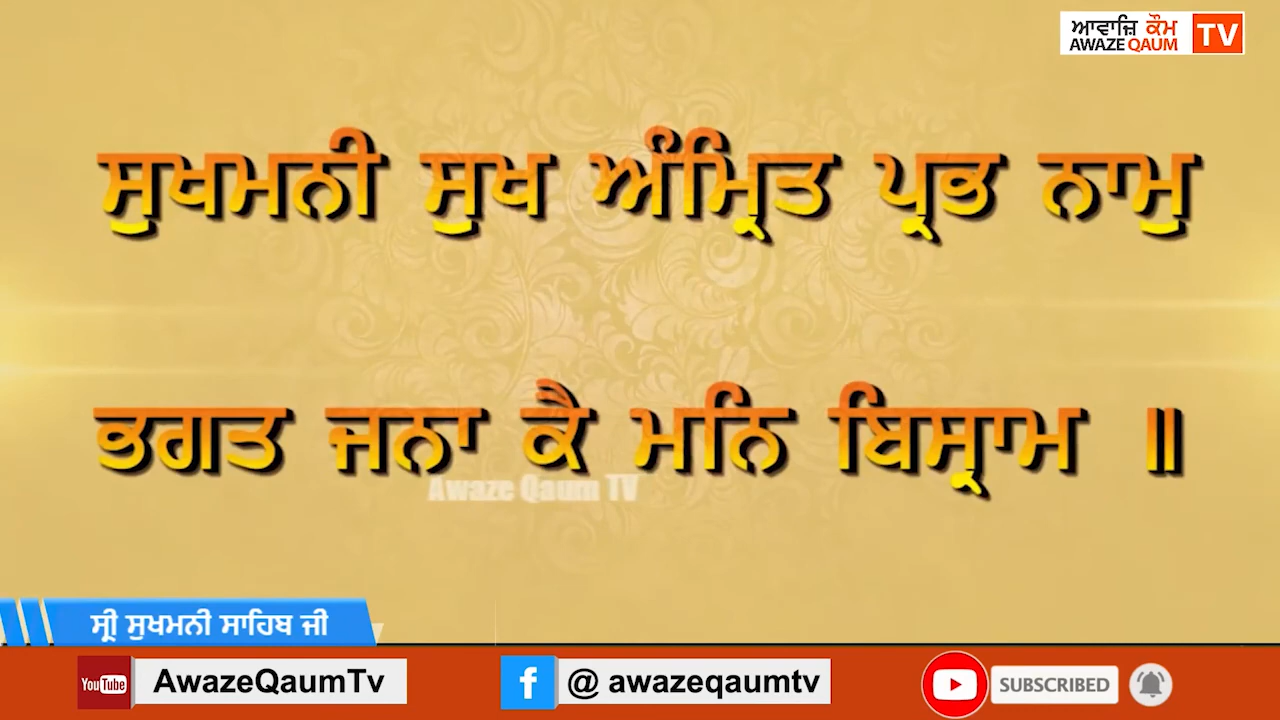 ਆਵਾਜ਼ਿ ਕੌਮ
AWAZE QAUM TV
ਸੁਖਮਨੀ ਸੁਖ ਅੰਮ੍ਰਿਤ ਪ੍ਰਭ ਨਾਮੁ
ਭਗਤ ਜਨਾ ਕੈ ਮਨਿ ਬਿਸ੍ਰਾਮ ॥
Awaze Qaum TV
ਸ੍ਰੀ ਸੁਖਮਨੀ ਸਾਹਿਬ ਜੀ
YouTube AwazeQaumTv f @ awazeqaumtv SUBSCRIBED